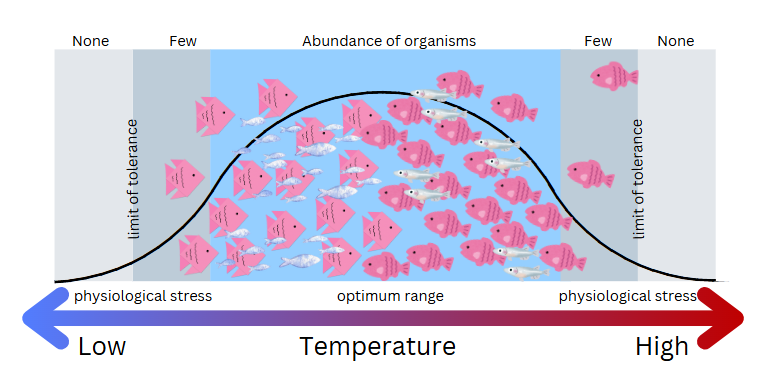 None
Few
Abundance of organisms
Few
None
limit of tolerance
limit of tolerance
physiological stress
optimum range
physiological stress
Low
Temperature
High